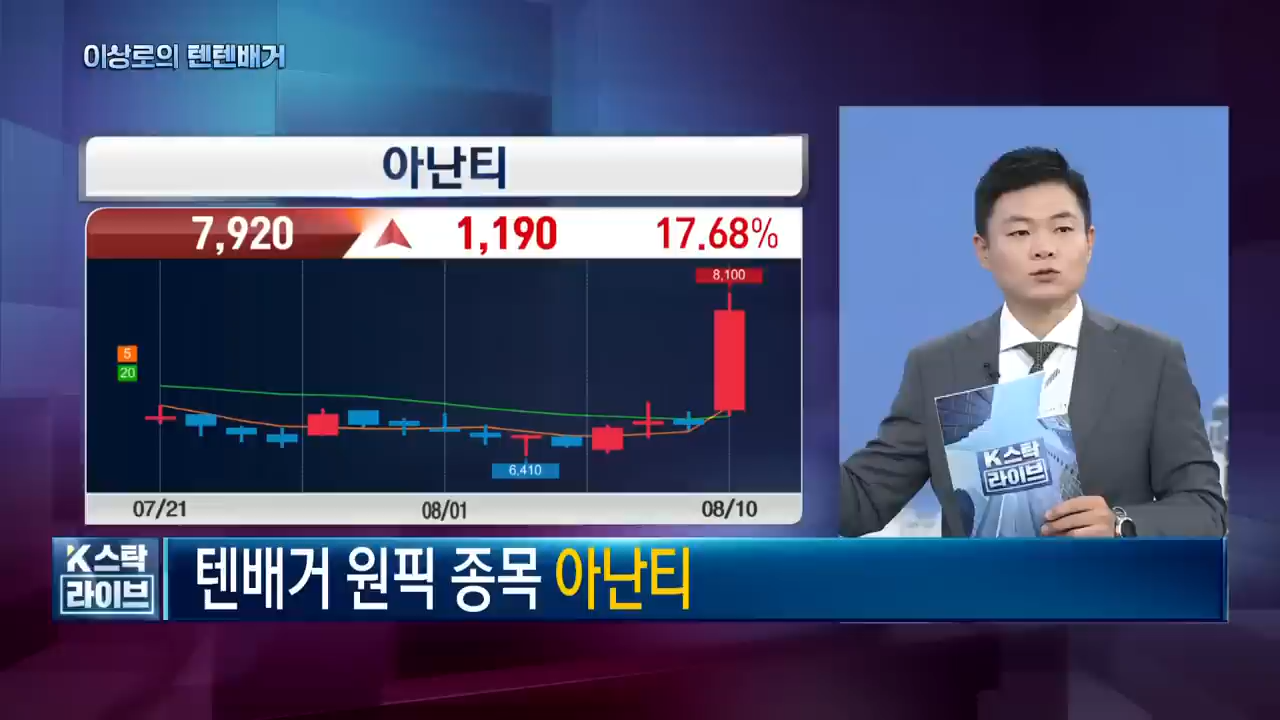 이상로의 텐텐배거
아난티
7,920 ▲ 1,190 17.68%
8,100
5
20
6,410
07/21 08/01 08/10
K스탁
라이브
K스탁
라이브
텐배거 원픽 종목 아난티